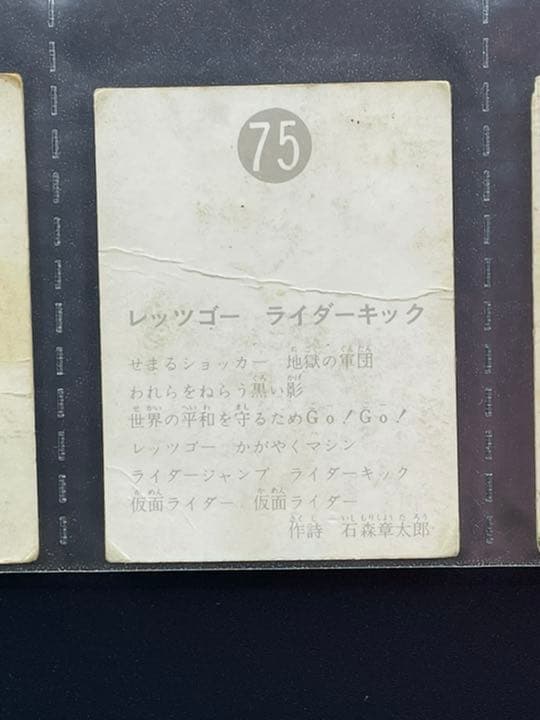 75
レッツゴー ライダーキック
せまるショッカー 地獄の軍団
われらをねらう黒い影
世界の平和を守るためGo!Go!
レッツゴー かがやくマシン
ライダージャンプ ライダーキック
仮面ライダー 仮面ライダー
作詩 石森章太郎